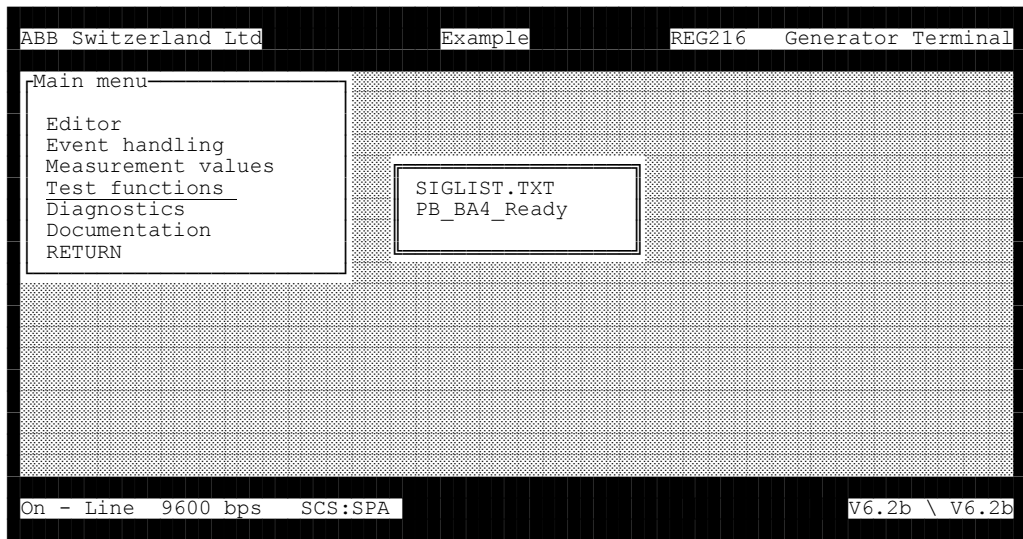 ABB Switzerland Ltd Example REG216 Generator Terminal
Main menu
Editor
Event handling
Measurement values
Test functions
Diagnostics
Documentation
RETURN
SIGLIST.TXT
PB_BA4_Ready
On - Line 9600 bps SCS:SPA V6.2b \ V6.2b